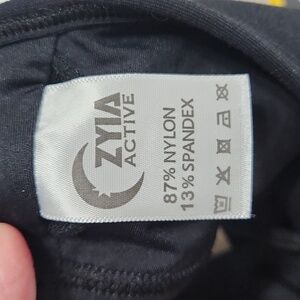 ZYIA
ACTIVE
87% NYLON
13% SPANDEX